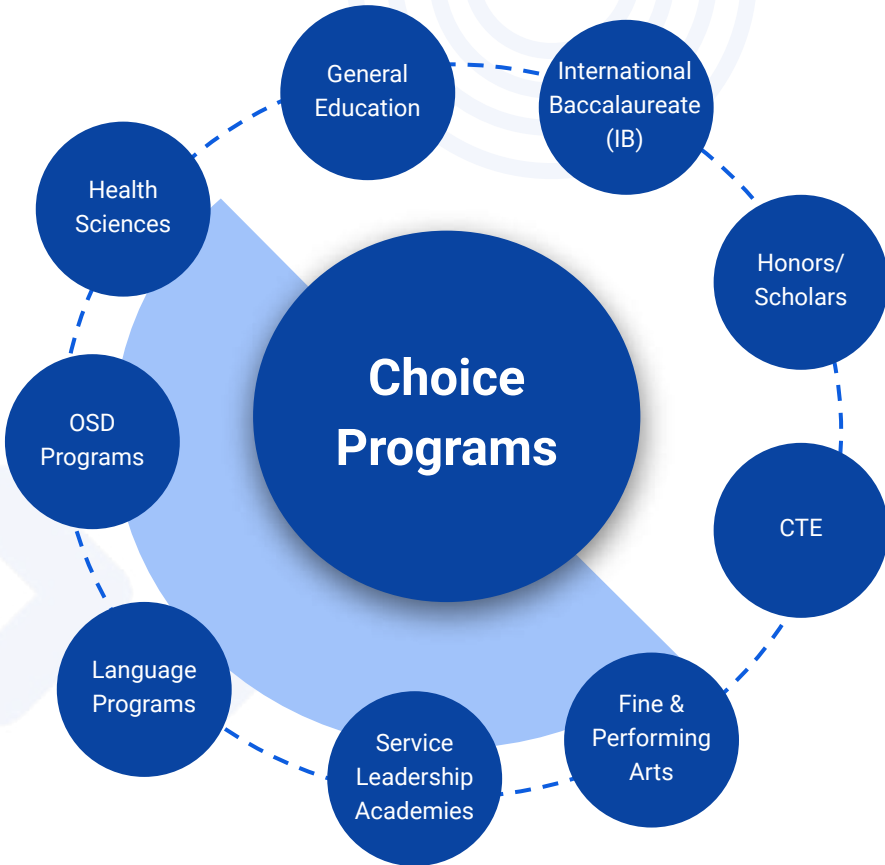 General
Education
International
Baccalaureate
(IB)
Health
Sciences
Honors/
Scholars
Choice
Programs
OSD
Programs
CTE
Language
Programs
Fine &
Performing
Arts
Service
Leadership
Academies